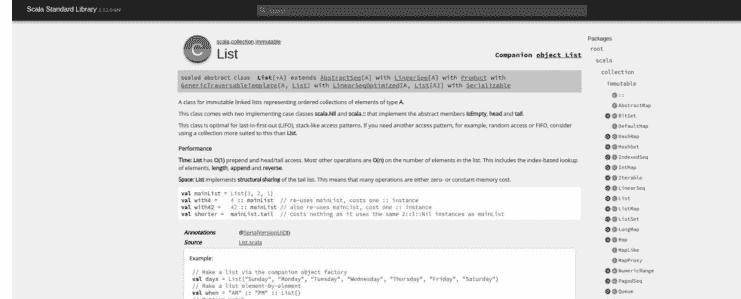 Scala Standard Library 2.12.0
Search
scala.collection.immutable
C
List
Companion object List
sealed abstract class List[+A] extends AbstractSeq[A] with LinearSeq[A] with Product with
GenericTraversableTemplate[A, List] with LinearSeqOptimized[A, List[A]] with Serializable
A class for immutable linked lists representing ordered collections of elements of type A.
This class comes with two implementing case classes scala.Nil and scala.:: that implement the abstract members isEmpty, head and tail.
This class is optimal for last-in-first-out (LIFO), stack-like access patterns. If you need another access pattern, for example, random access or FIFO, consider
using a collection more suited to this than List.
Performance
Time: List has O(1) prepend and head/tail access. Most other operations are O(n) on the number of elements in the list. This includes the index-based lookup
of elements, length, append and reverse.
Space: List implements structural sharing of the tail list. This means that many operations are either zero- or constant-memory cost.
val mainList = List(3, 2, 1)
val with4 = 4 :: mainList // re-uses mainList, costs one :: instance
val with42 = 42 :: mainList // also re-uses mainList, cost one :: instance
val shorter = mainList.tail // costs nothing as it uses the same 2::1::Nil instances as mainList
Annotations @SerialVersionUID()
Source List.scala
Example:
// Make a list via the companion object factory
val days = List("Sunday", "Monday", "Tuesday", "Wednesday", "Thursday", "Friday", "Saturday")
// Make a list element-by-element
val when = "AM" :: "PM" :: List()
Packages
root
scala
collection
immutable
::
AbstractMap
BitSet
DefaultMap
HashMap
HashSet
IndexedSeq
IntMap
Iterable
LinearSeq
List
ListMap
ListSet
LongMap
Map
MapLike
MapProxy
NumericRange
PagedSeq
Queue